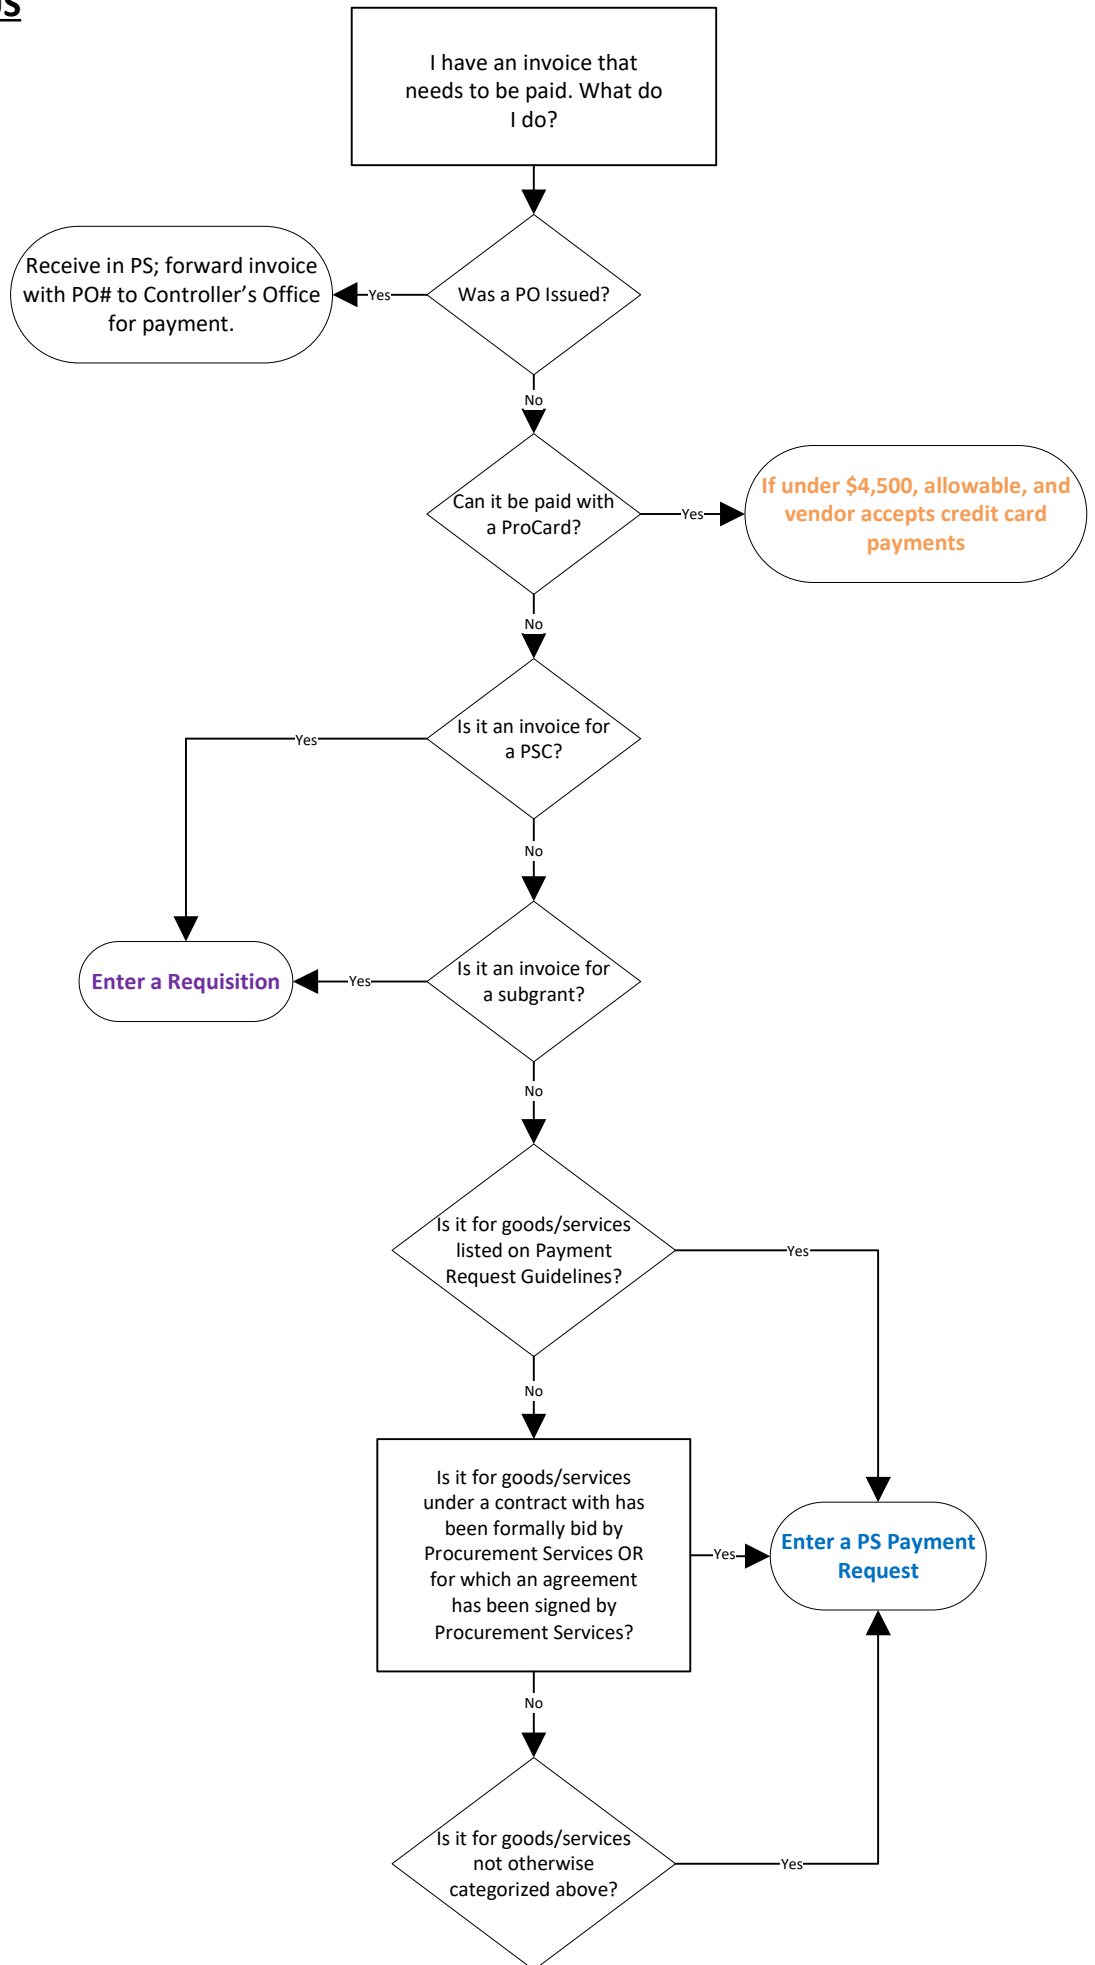 I have an invoice that
needs to be paid. What do
I do?
Was a PO Issued?
Yes
Receive in PS; forward invoice
with PO# to Controller’s Office
for payment.
No
Can it be paid with
a ProCard?
Yes
If under $4,500, allowable, and
vendor accepts credit card
payments
No
Is it an invoice for
a PSC?
Yes
No
Is it an invoice for
a subgrant?
Yes
Enter a Requisition
No
Is it for goods/services
listed on Payment
Request Guidelines?
Yes
No
Is it for goods/services
under a contract with has
been formally bid by
Procurement Services OR
for which an agreement
has been signed by
Procurement Services?
Yes
Enter a PS Payment
Request
No
Is it for goods/services
not otherwise
categorized above?
Yes